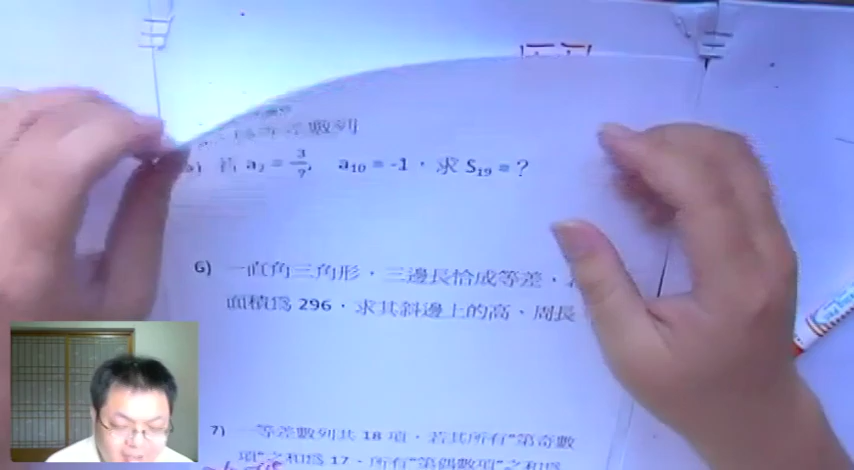 等差數列
若 a₂ = 3/7, a₁₀ = -1，求 S₁₉ = ?
6) 一直角三角形，三邊長恰成等差，
面積為 296，求其斜邊上的高、周長
7) 一等差數列共 18 項，若其所有"第奇數
項"之和為 17，所有"第偶數項"之和為